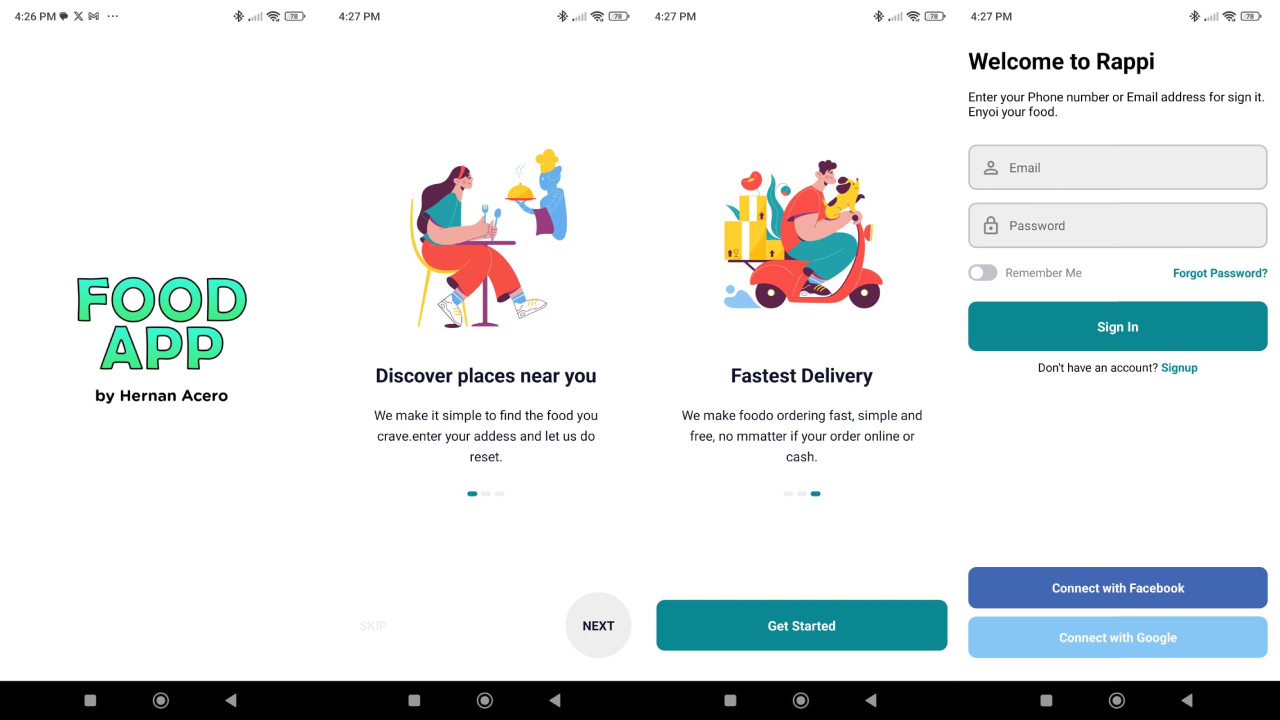 4:26 PM
78
FOOD
APP
by Hernan Acero
4:27 PM
78
Discover places near you
We make it simple to find the food you
crave.enter your addess and let us do
reset.
SKIP
NEXT
4:27 PM
78
Fastest Delivery
We make foodo ordering fast, simple and
free, no mmatter if your order online or
cash.
Get Started
4:27 PM
78
Welcome to Rappi
Enter your Phone number or Email address for sign it.
Enyoi your food.
Email
Password
Remember Me
Forgot Password?
Sign In
Don't have an account? Signup
Connect with Facebook
Connect with Google